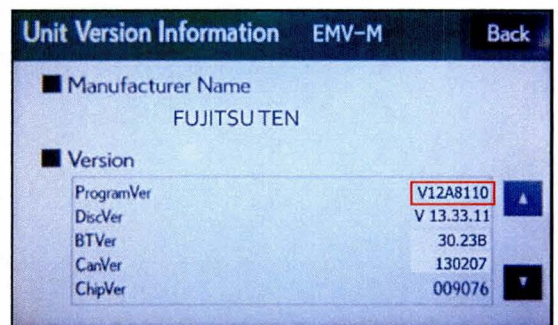 Unit Version Information EMV-M Back
Manufacturer Name
FUJITSU TEN
Version
ProgramVer V12A8110
DiscVer V 13.33.11
BTVer 30.23B
CanVer 130207
ChipVer 009076